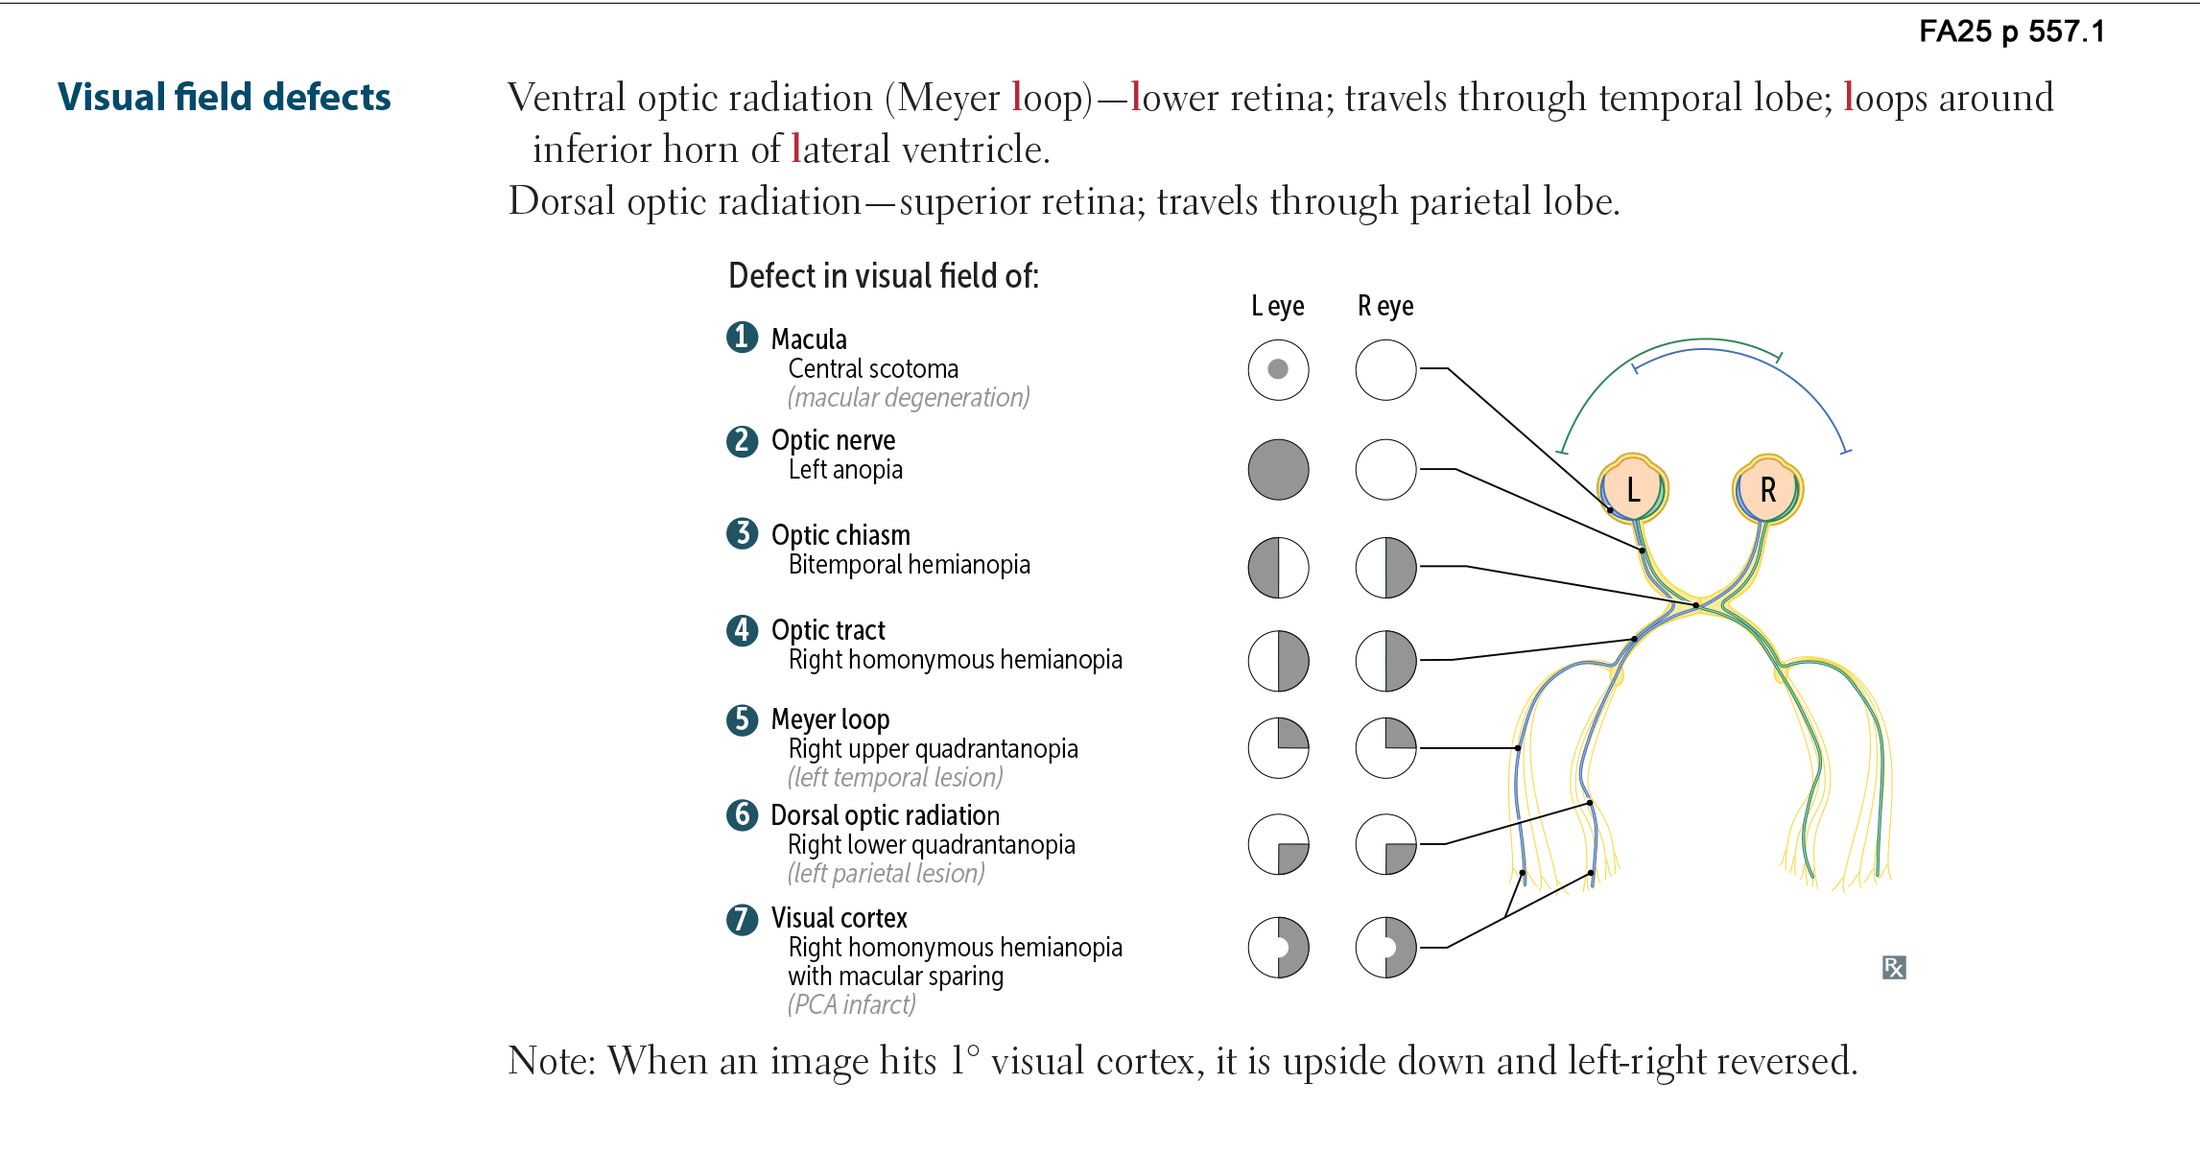 FA25 p 557.1
Visual field defects
Ventral optic radiation (Meyer loop)—lower retina; travels through temporal lobe; loops around
inferior horn of lateral ventricle.
Dorsal optic radiation—superior retina; travels through parietal lobe.
Defect in visual field of:
L eye R eye
1 Macula
Central scotoma
(macular degeneration)
2 Optic nerve
Left anopia
3 Optic chiasm
Bitemporal hemianopia
4 Optic tract
Right homonymous hemianopia
5 Meyer loop
Right upper quadrantanopia
(left temporal lesion)
6 Dorsal optic radiation
Right lower quadrantanopia
(left parietal lesion)
7 Visual cortex
Right homonymous hemianopia
with macular sparing
(PCA infarct)
L R
Rx
Note: When an image hits 1° visual cortex, it is upside down and left-right reversed.